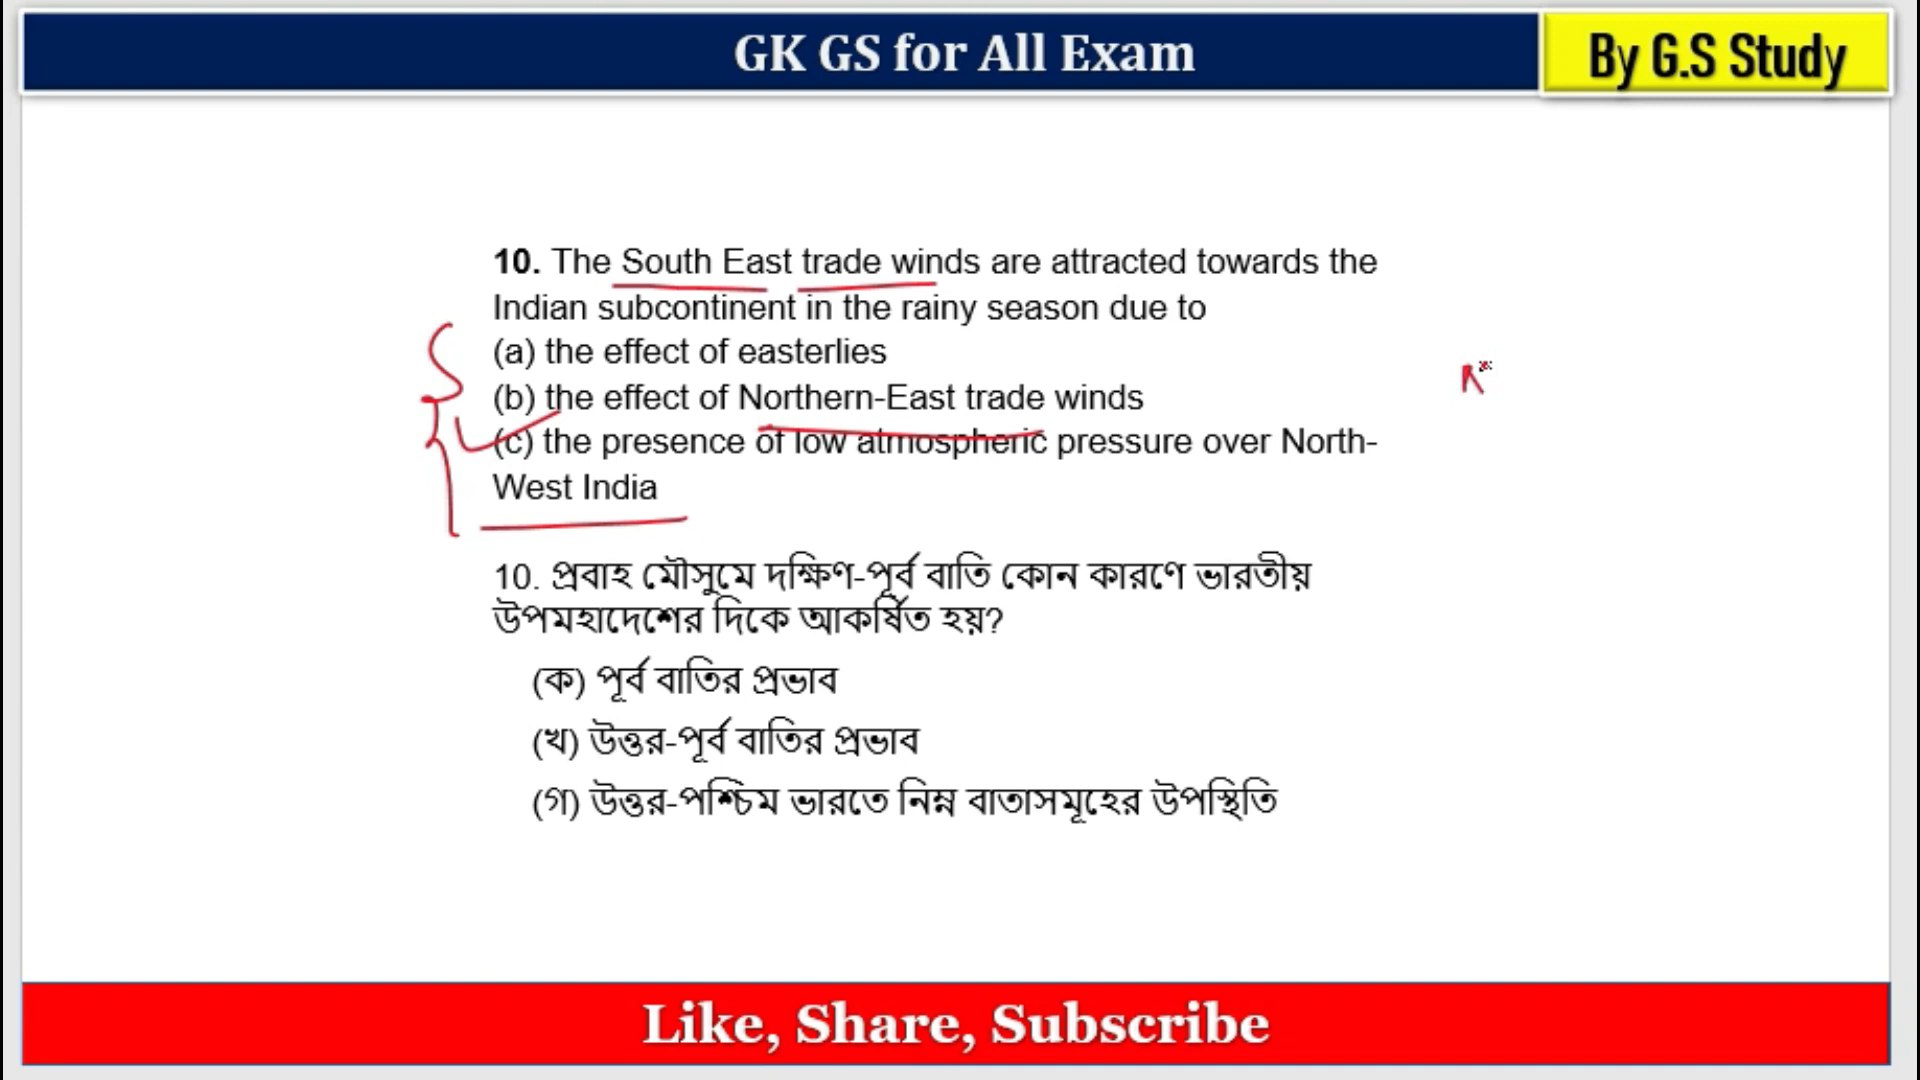 GK GS for All Exam
By G.S Study
10. The South East trade winds are attracted towards the
Indian subcontinent in the rainy season due to
(a) the effect of easterlies
(b) the effect of Northern-East trade winds
(c) the presence of low atmospheric pressure over North-
West India
10. প্রবাহ মৌসুমে দক্ষিণ-পূর্ব বাতি কোন কারণে ভারতীয়
উপমহাদেশের দিকে আকর্ষিত হয়?
(ক) পূর্ব বাতির প্রভাব
(খ) উত্তর-পূর্ব বাতির প্রভাব
(গ) উত্তর-পশ্চিম ভারতে নিম্ন বাতাসমূহের উপস্থিতি
Like, Share, Subscribe